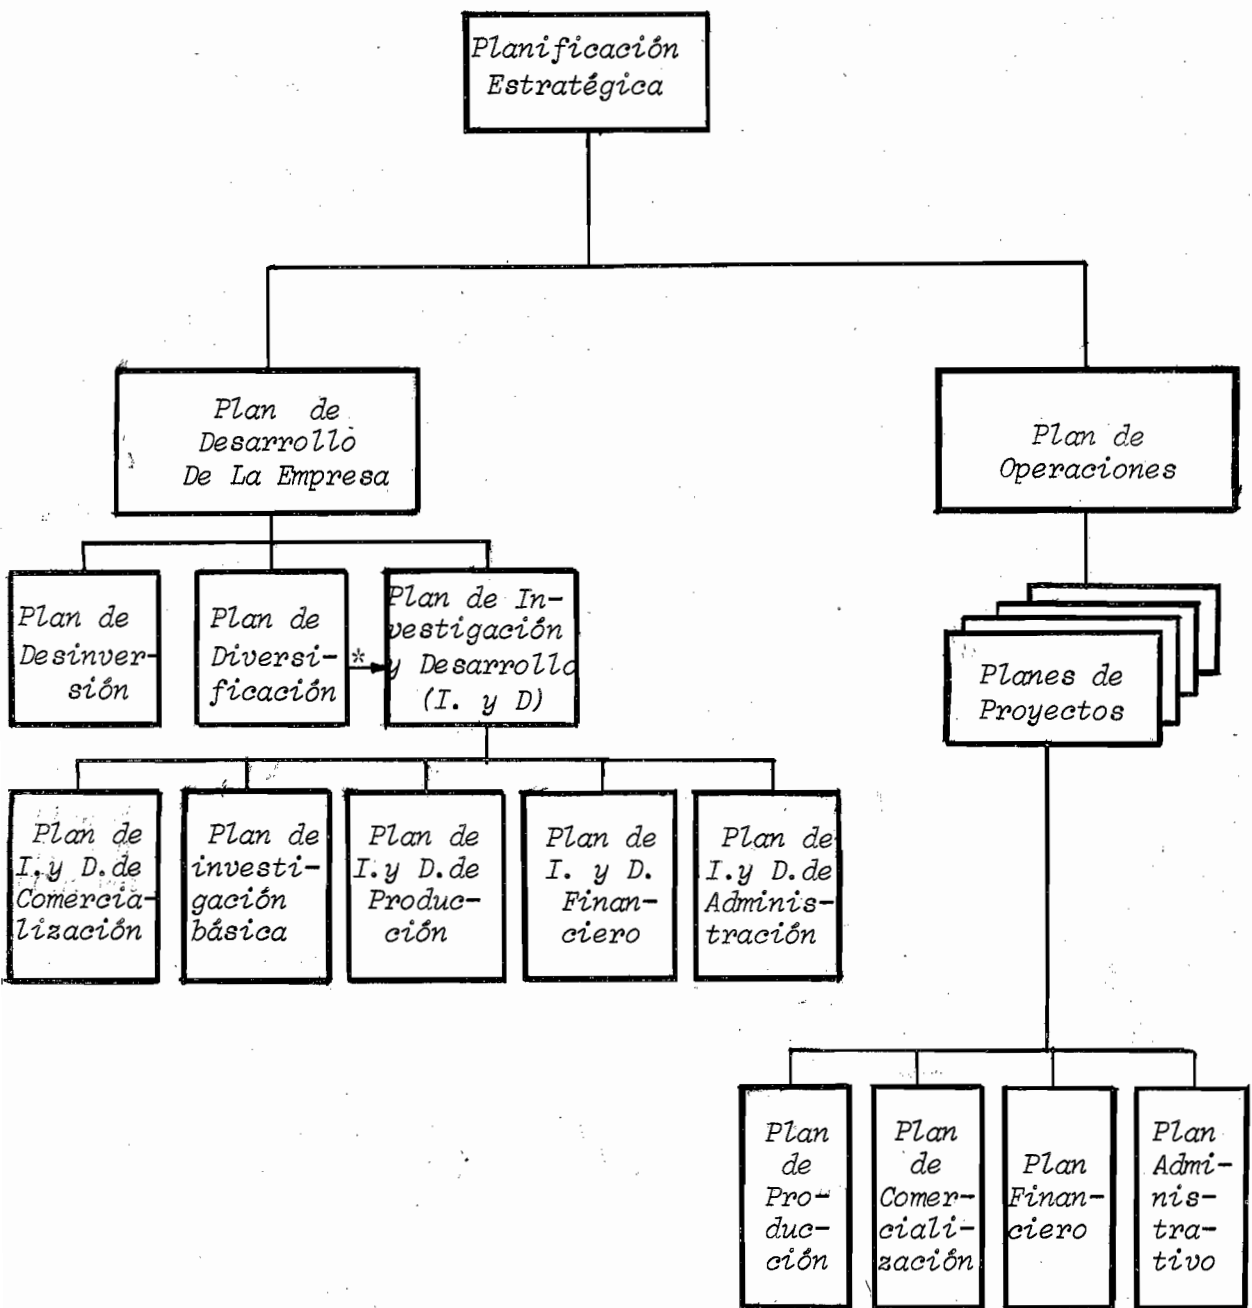 Planificación
Estratégica
Plan de
Desarrollo
De La Empresa
Plan de
Operaciones
Plan de
Desinver-
sión
Plan de
Diversi-
ficación
*
Plan de In-
vestigación
y Desarrollo
(I. y D)
Planes de
Proyectos
Plan de
I.y D.de
Comercia-
lización
Plan de
investi-
gación
básica
Plan de
I.y D.de
Produc-
ción
Plan de
I. y D.
Finan-
ciero
Plan de
I.y D.de
Adminis-
tración
Plan
de
Pro-
duc-
ción
Plan
de
Comer-
ciali-
zación
Plan
Finan-
ciero
Plan
Admi-
nis-
tra-
tivo